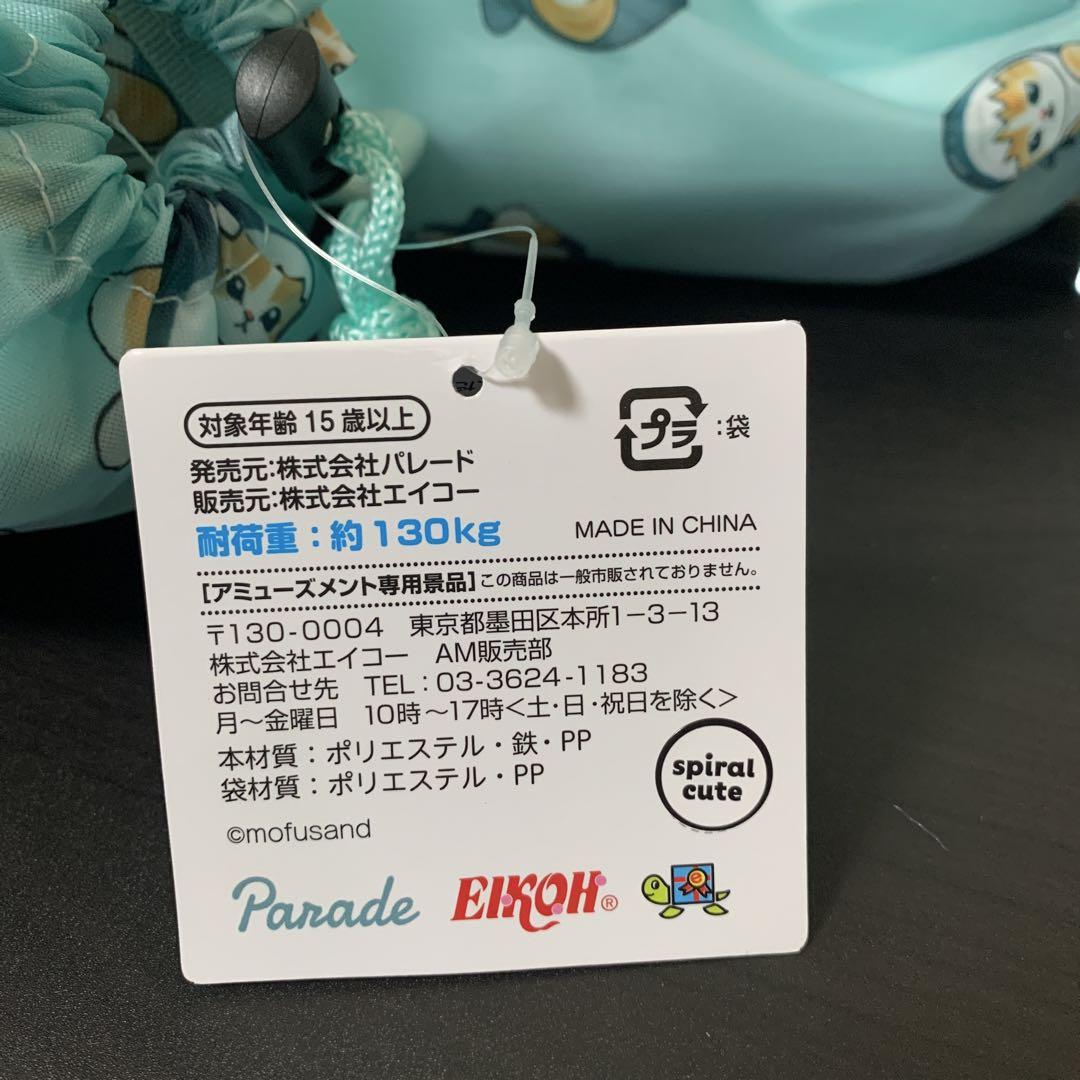 対象年齢 15 歳以上
プラ :袋
発売元:株式会社パレード
販売元:株式会社エイコー
耐荷重:約130kg
MADE IN CHINA
[アミューズメント専用景品]この商品は一般市販されておりません。
〒130-0004 東京都墨田区本所1-3-13
株式会社エイコー AM販売部
お問合せ先 TEL:03-3624-1183
月~金曜日 10時~17時<土・日・祝日を除く>
本材質:ポリエステル・鉄・PP
袋材質:ポリエステル・PP
spiral
cute
©mofusand
Parade
EIKOH®